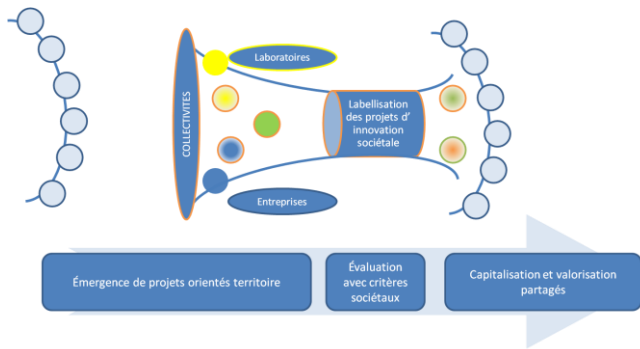 Laboratoires
COLLECTIVITES
Labellisation
des projets d'
innovation
sociétale
Entreprises
Émergence de projets orientés territoire
Évaluation
avec critères
sociétaux
Capitalisation et valorisation
partagés